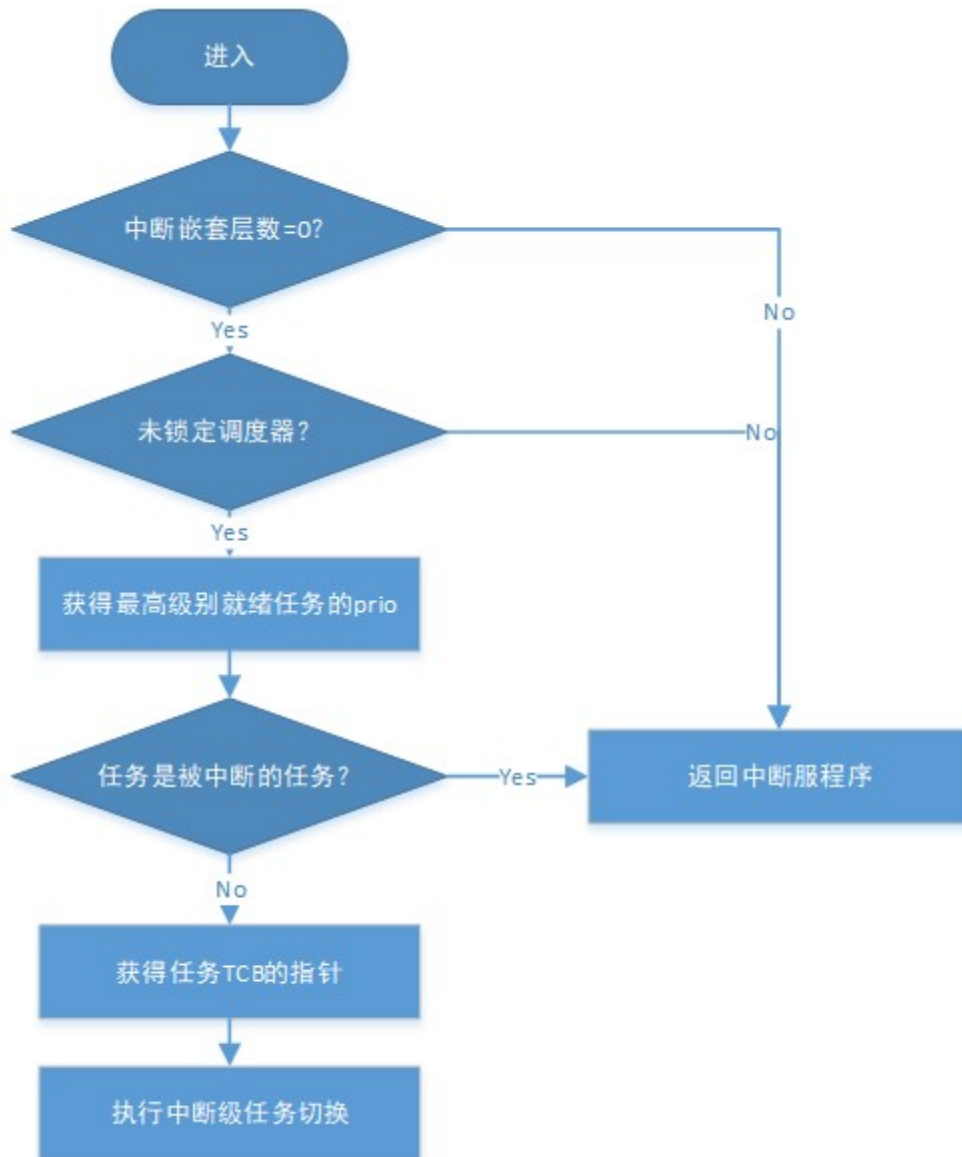 进入
中断嵌套层数=0?
No
Yes
未锁定调度器?
No
Yes
获得最高级别就绪任务的prio
任务是被中断的任务?
Yes
返回中断服程序
No
获得任务TCB的指针
执行中断级任务切换